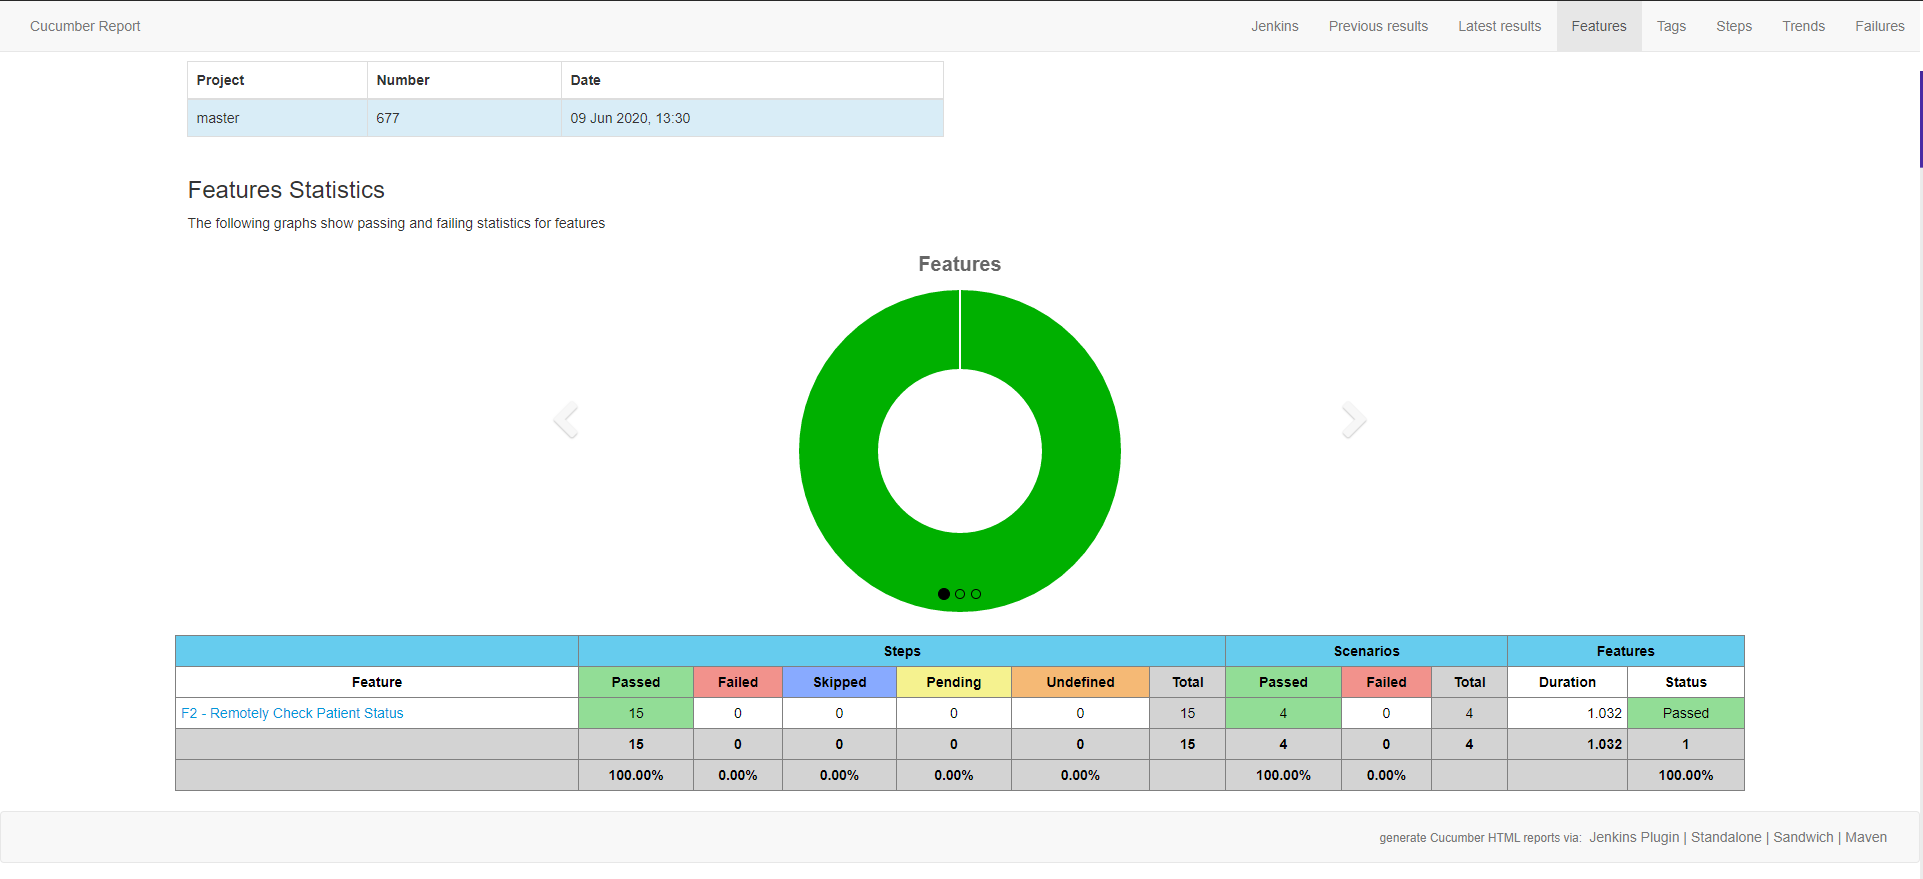 Cucumber Report Jenkins Previous results Latest results Features Tags Steps Trends Failures
Project Number Date
master 677 09 Jun 2020, 13:30
Features Statistics
The following graphs show passing and failing statistics for features
Features
Steps Scenarios Features
Feature Passed Failed Skipped Pending Undefined Total Passed Failed Total Duration Status
F2 - Remotely Check Patient Status 15 0 0 0 0 15 4 0 4 1.032 Passed
15 0 0 0 0 15 4 0 4 1.032 1
100.00% 0.00% 0.00% 0.00% 0.00% 100.00% 0.00% 100.00%
generate Cucumber HTML reports via: Jenkins Plugin | Standalone | Sandwich | Maven